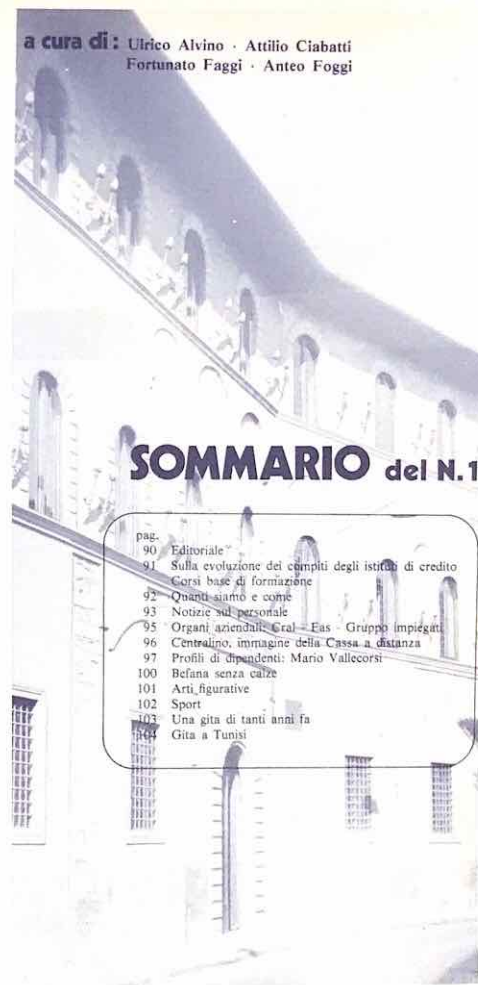 a cura di : Ulrico Alvino · Attilio Ciabatti
Fortunato Faggi · Anteo Foggi
SOMMARIO del N. 1
pag.
90 Editoriale
91 Sulla evoluzione dei compiti degli istituti di credito
Corsi base di formazione
92 Quanti siamo e come
93 Notizie sul personale
95 Organi aziendali: Cral - Eas - Gruppo impiegati
96 Centralino, immagine della Cassa a distanza
97 Profili di dipendenti: Mario Vallecorsi
100 Befana senza calze
101 Arti figurative
102 Sport
103 Una gita di tanti anni fa
104 Gita a Tunisi